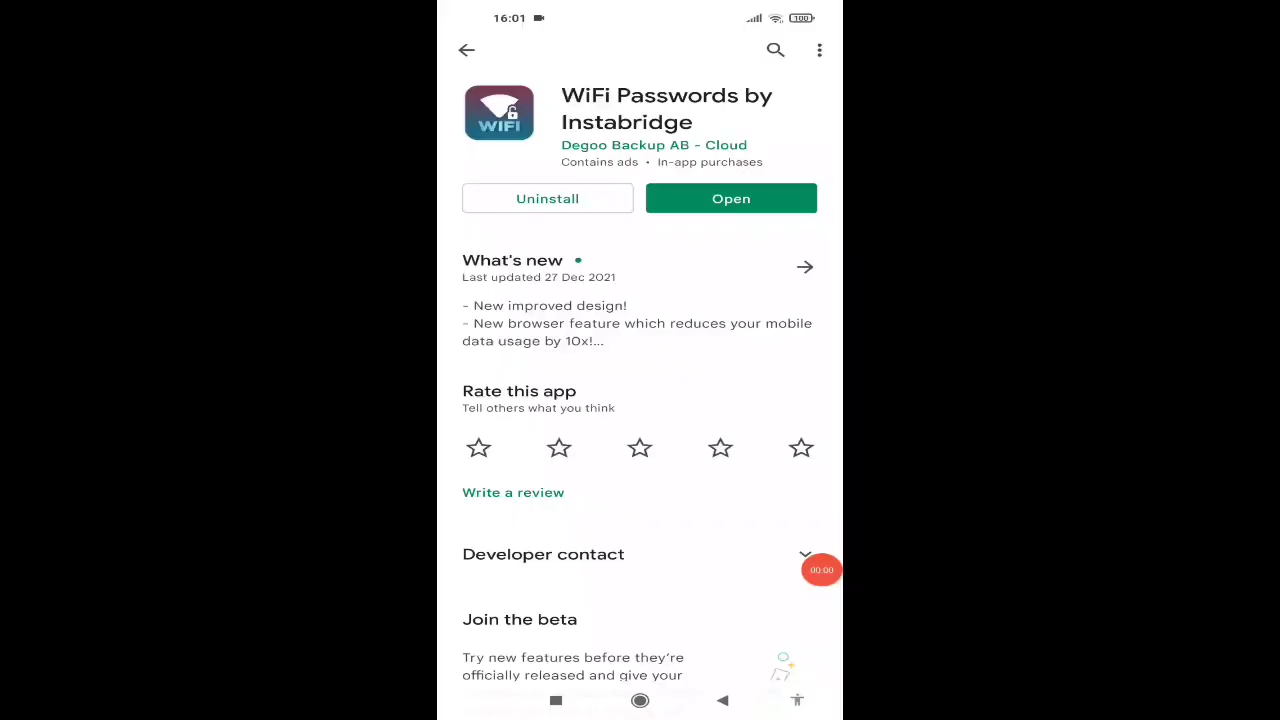 16:01
100
WiFi Passwords by
Instabridge
WIFI
Degoo Backup AB - Cloud
Contains ads • In-app purchases
Uninstall
Open
What's new
Last updated 27 Dec 2021
- New improved design!
- New browser feature which reduces your mobile
data usage by 10x!...
Rate this app
Tell others what you think
Write a review
Developer contact
00:00
Join the beta
Try new features before they're
officially released and give your